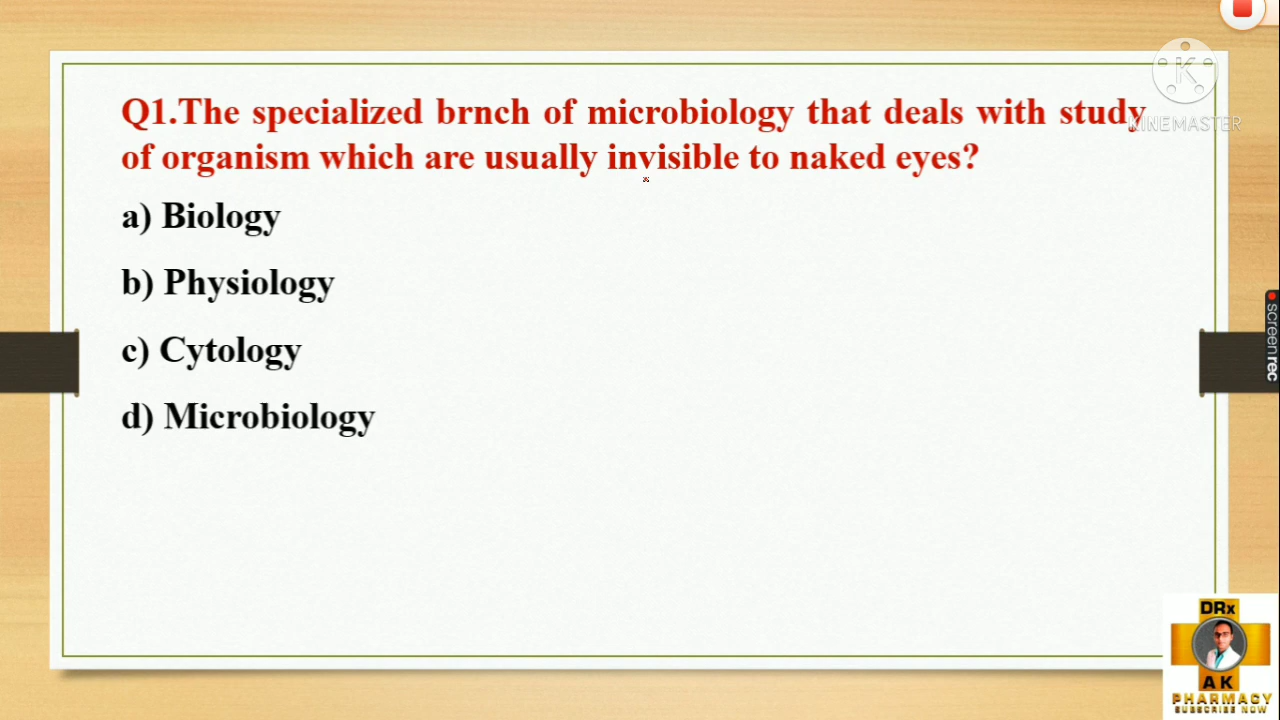 Q1.The specialized brnch of microbiology that deals with study
of organism which are usually invisible to naked eyes?
a) Biology
b) Physiology
c) Cytology
d) Microbiology
K
KINEMASTER
screenrec
DRx
AK
PHARMACY
SUBSCRIBE NOW